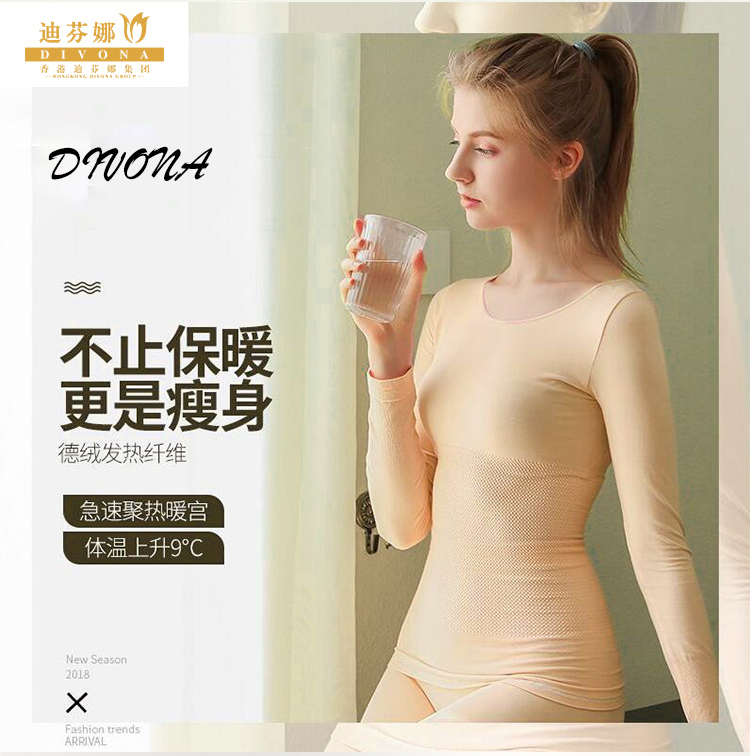 迪芬娜
DIVONA
香港迪芬娜集团
HONGKONG DIVONA GROUP
DIVONA
不止保暖
更是瘦身
德绒发热纤维
急速聚热暖宫
体温上升9°C
New Season
2018
Fashion trends
ARRIVAL